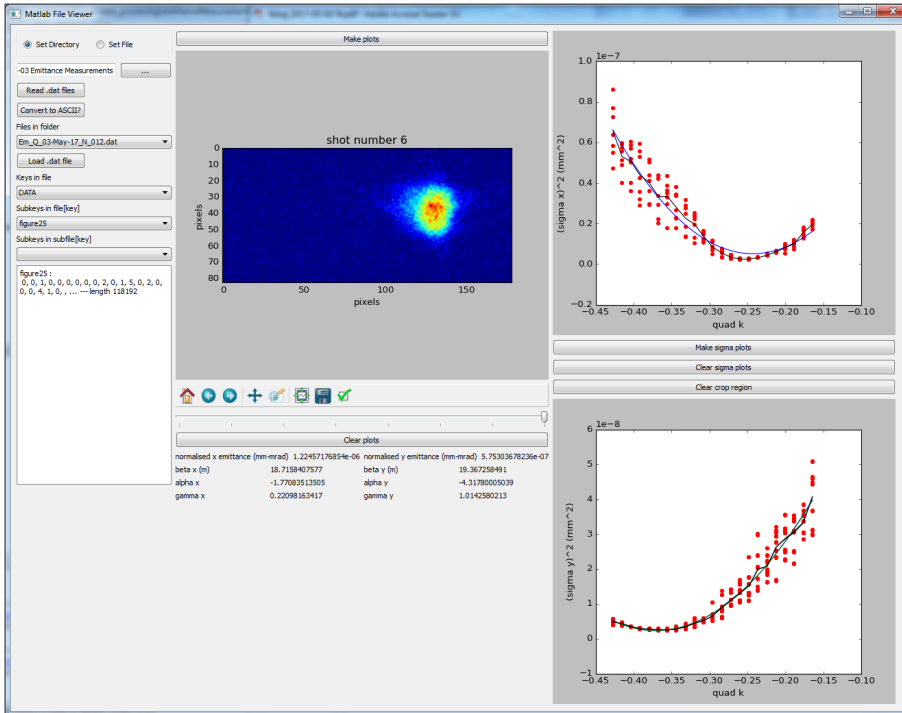 Matlab File Viewer
Set Directory
Set File
-03 Emittance Measurements
...
Read .dat files
Convert to ASCII?
Files in folder
Em_Q_03-May-17_N_012.dat
Load .dat file
Keys in file
DATA
Subkeys in file[key]
figure25
Subkeys in subfile[key]
figure25 :
0, 0, 1, 0, 0, 0, 0, 0, 0, 2, 0, 1, 5, 0, 2, 0,
0, 0, 4, 1, 0, , ... --- length 118192
Make plots
shot number 6
0
10
20
30
40
50
60
70
80
pixels
0
50
100
150
pixels
Clear plots
normalised x emittance (mm-mrad) 1.22457176854e-06 normalised y emittance (mm-mrad) 5.75303678236e-07
beta x (m) 18.7158407577 beta y (m) 19.367258491
alpha x -1.77083513505 alpha y -4.31780005039
gamma x 0.22098163417 gamma y 1.0142580213
1e-7
1.0
0.8
0.6
0.4
0.2
0.0
−0.2
(sigma x)^2 (mm^2)
−0.45 −0.40 −0.35 −0.30 −0.25 −0.20 −0.15 −0.10
quad k
Make sigma plots
Clear sigma plots
Clear crop region
1e-8
6
5
4
3
2
1
0
−1
(sigma y)^2 (mm^2)
−0.45 −0.40 −0.35 −0.30 −0.25 −0.20 −0.15 −0.10
quad k